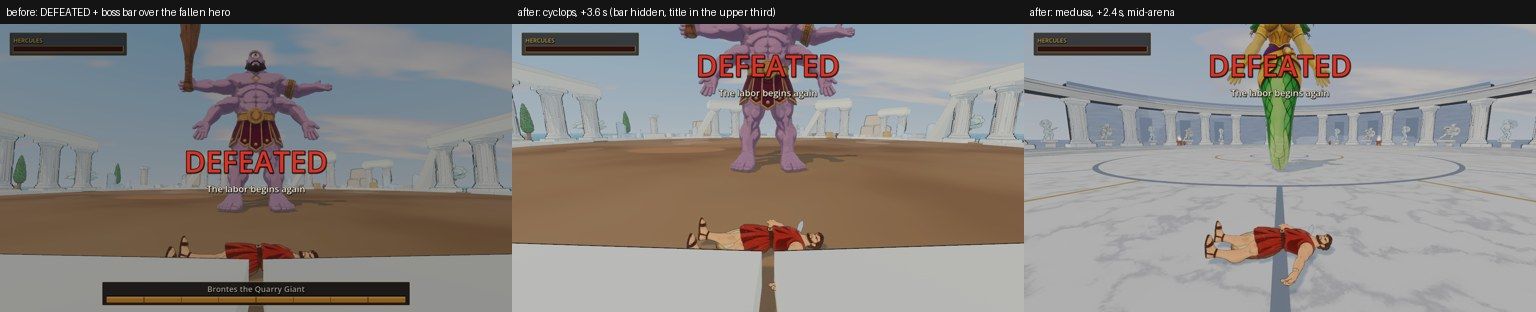 before: DEFEATED + boss bar over the fallen hero
HERCULES
DEFEATED
The labor begins again
Brontes the Quarry Giant
after: cyclops, +3.6 s (bar hidden, title in the upper third)
HERCULES
DEFEATED
The labor begins again
after: medusa, +2.4s, mid-arena
HERCULES
DEFEATED
The labor begins again